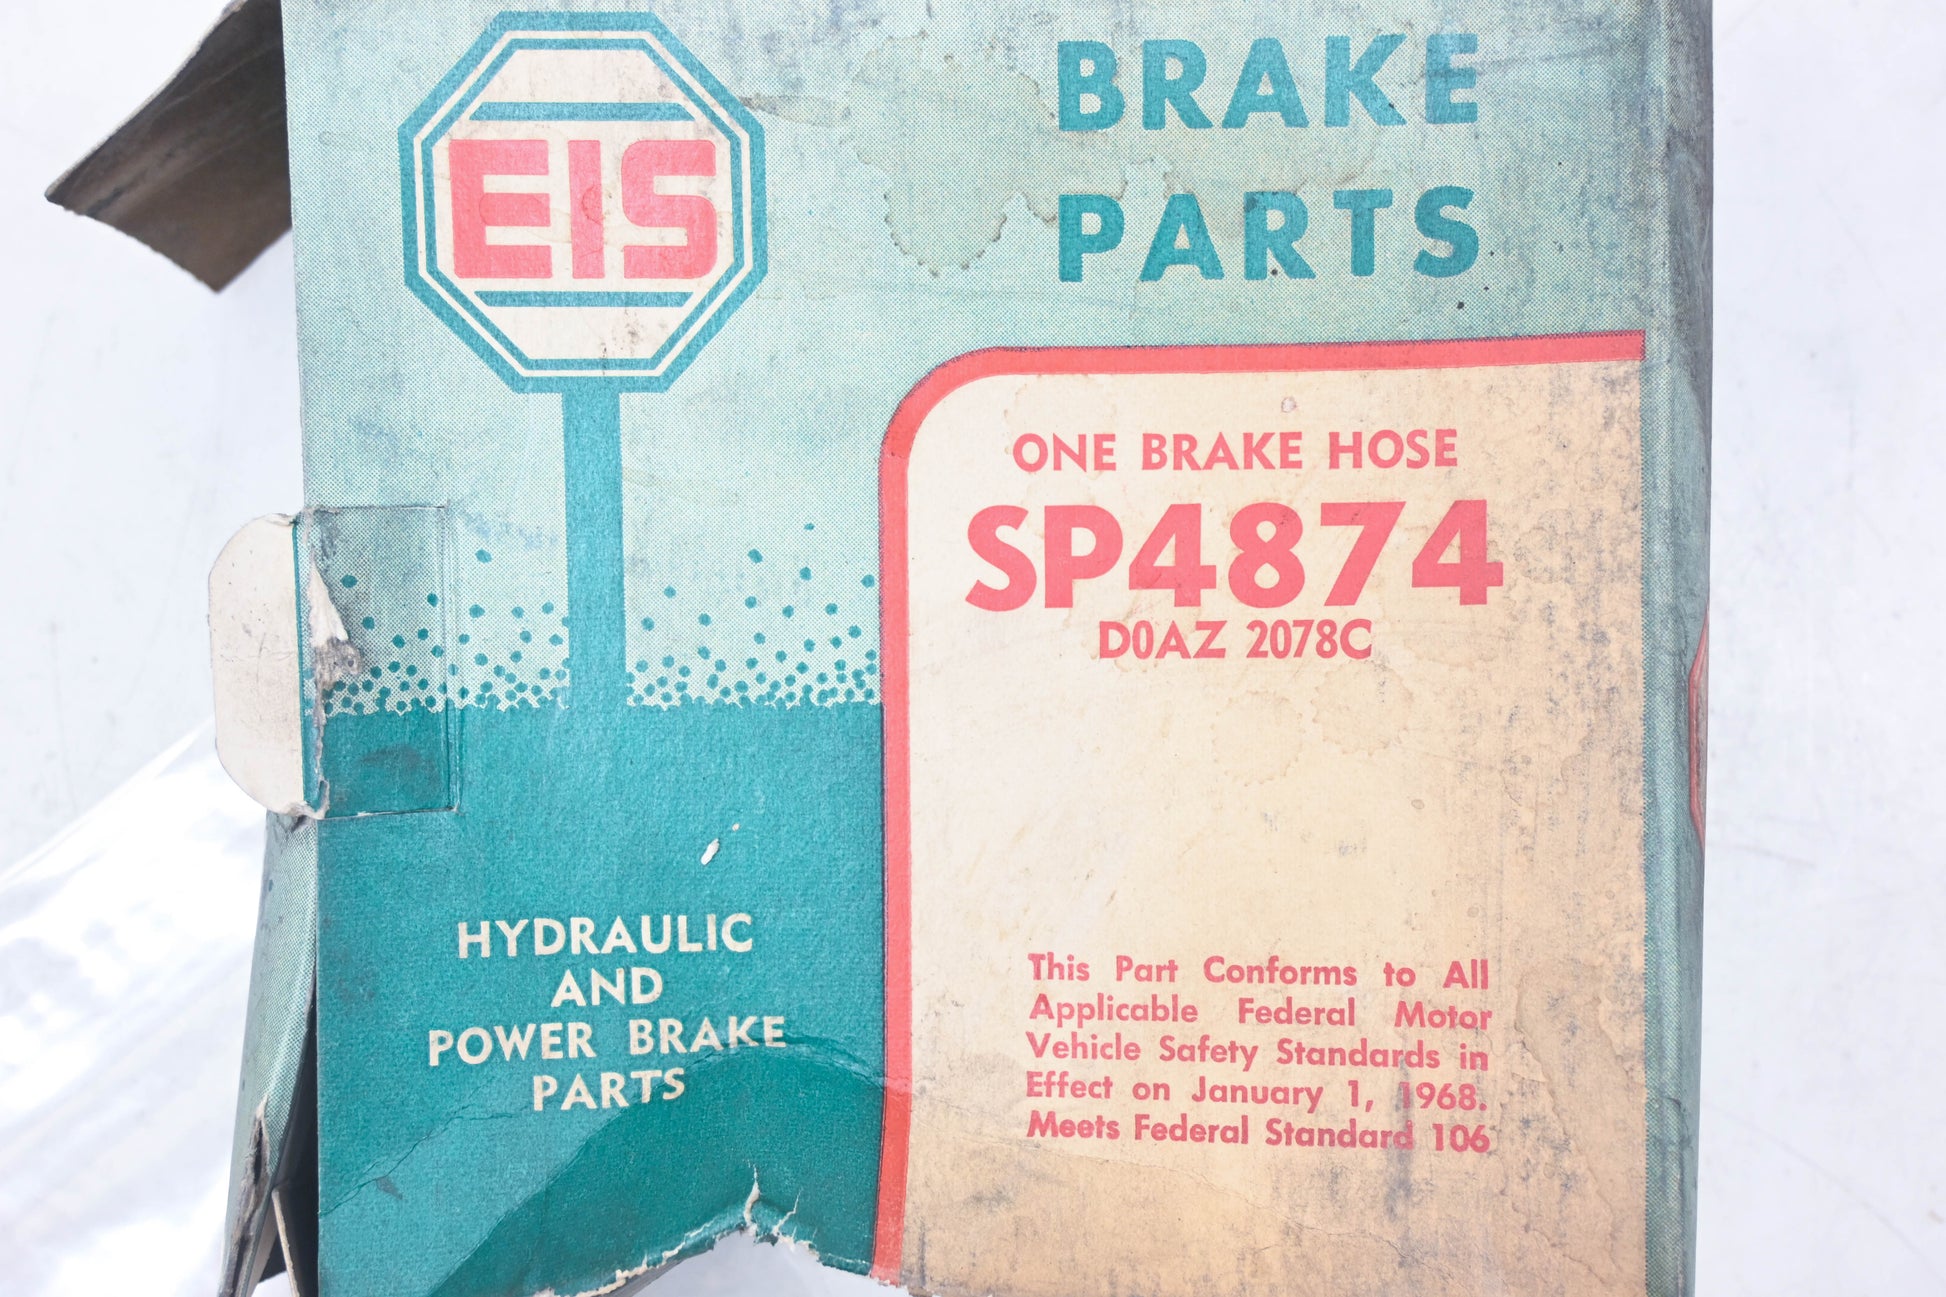 EIS
BRAKE
PARTS
ONE BRAKE HOSE
SP4874
D0AZ 2078C
HYDRAULIC
AND
POWER BRAKE
PARTS
This Part Conforms to All
Applicable Federal Motor
Vehicle Safety Standards in
Effect on January 1, 1968.
Meets Federal Standard 106